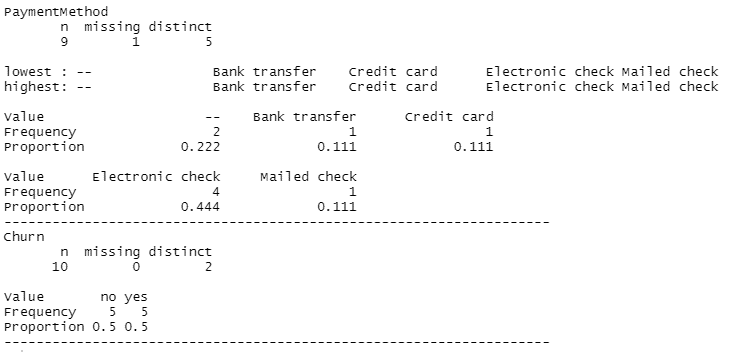 PaymentMethod
n missing distinct
9 1 5
lowest : -- Bank transfer Credit card Electronic check Mailed check
highest: -- Bank transfer Credit card Electronic check Mailed check
Value -- Bank transfer Credit card
Frequency 2 1 1
Proportion 0.222 0.111 0.111
Value Electronic check Mailed check
Frequency 4 1
Proportion 0.444 0.111
--------------------------------------------------------------------
Churn
n missing distinct
10 0 2
Value no yes
Frequency 5 5
Proportion 0.5 0.5
--------------------------------------------------------------------